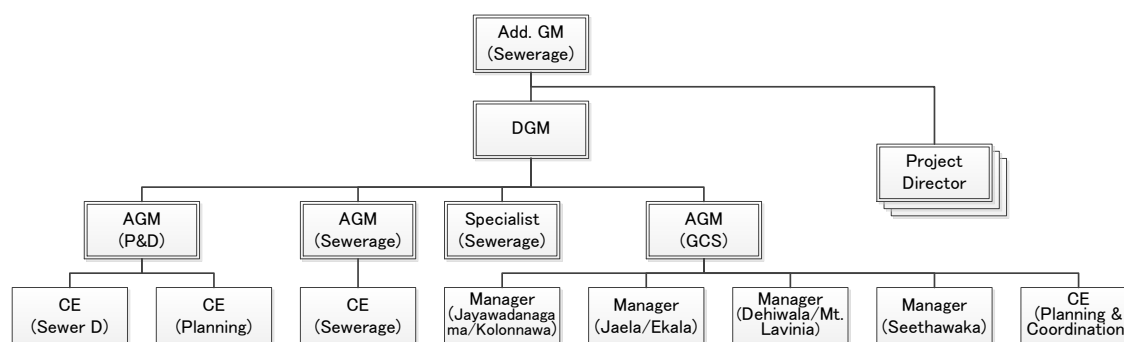 Add. GM
(Sewerage)
DGM
Project
Director
AGM
(P&D)
AGM
(Sewerage)
Specialist
(Sewerage)
AGM
(GCS)
CE
(Sewer D)
CE
(Planning)
CE
(Sewerage)
Manager
(Jayawadanaga
ma/Kolonnawa)
Manager
(Jaela/Ekala)
Manager
(Dehiwala/Mt.
Lavinia)
Manager
(Seethawaka)
CE
(Planning &
Coordination